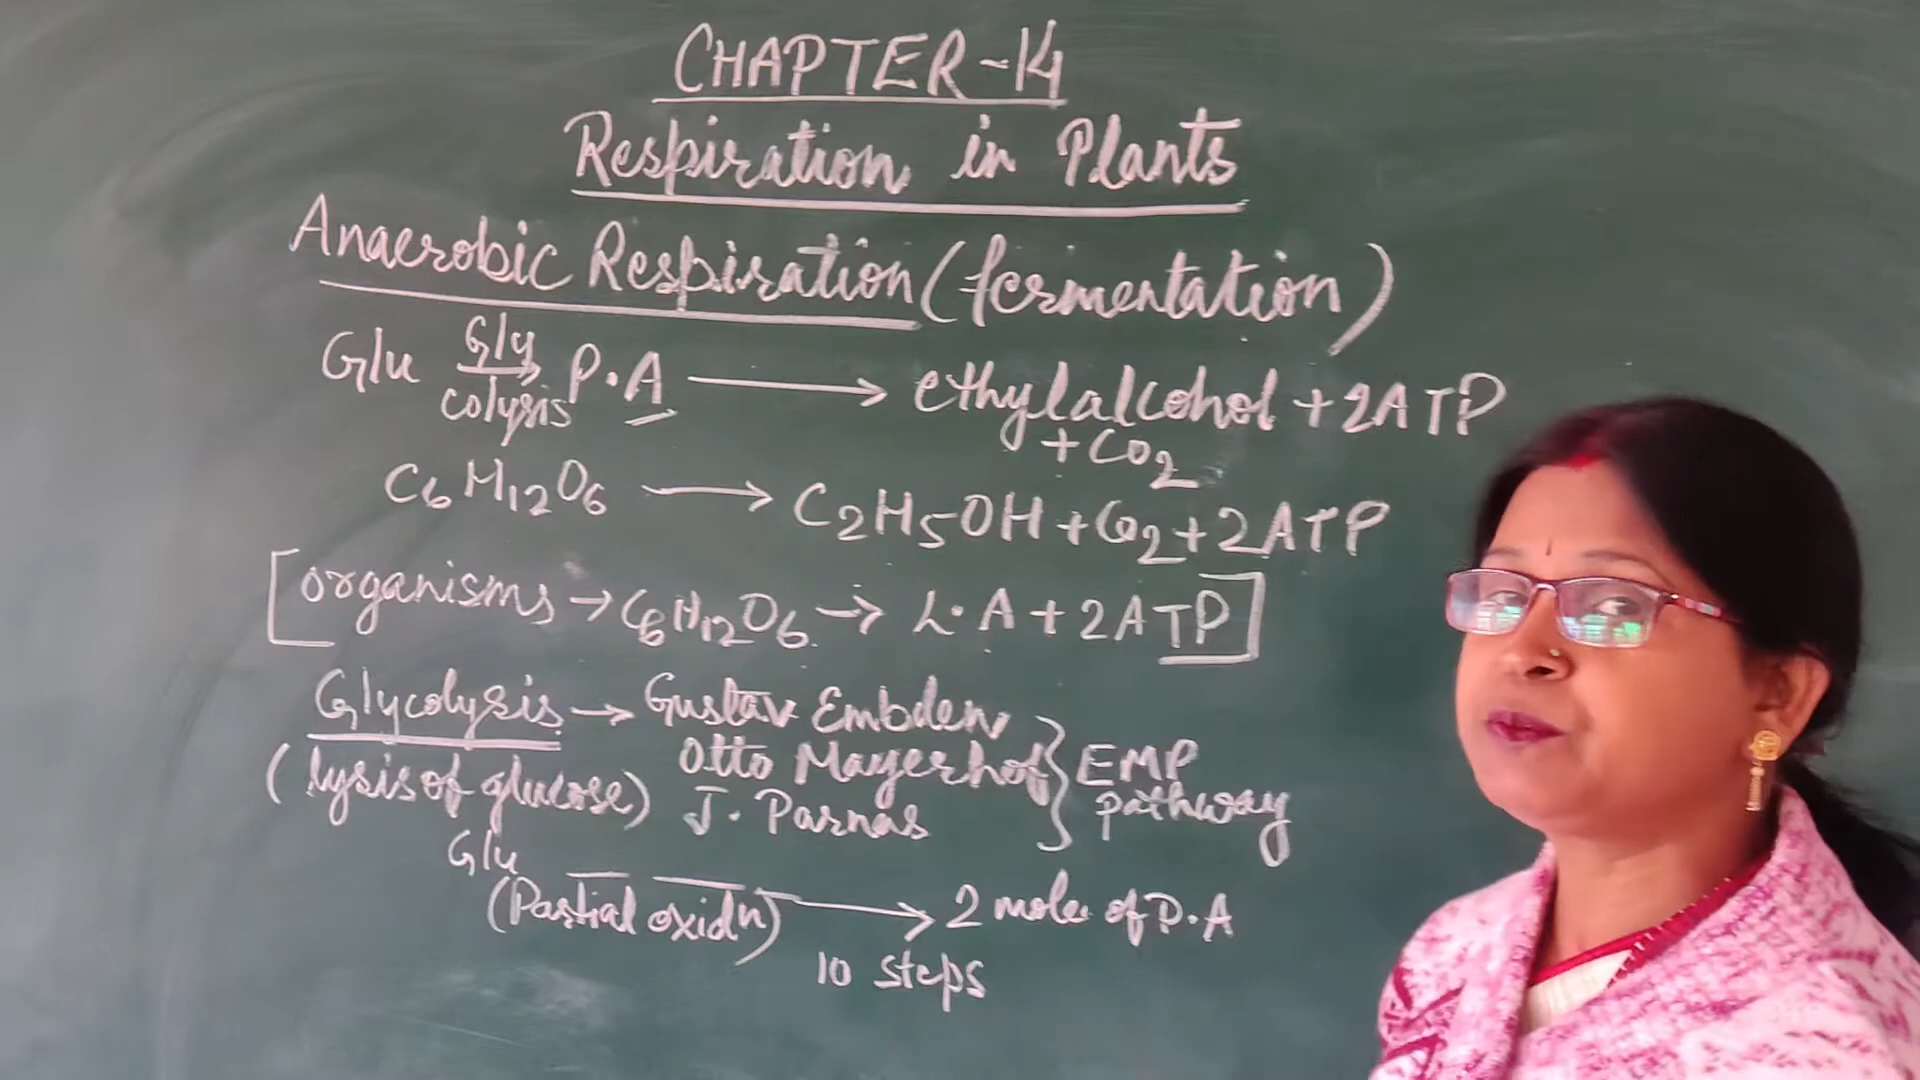 CHAPTER-14
Respiration in Plants
Anaerobic Respiration (fermentation)
Glu Gly colysis P.A → ethylalcohol + 2ATP
+ CO2
C6H12O6 → C2H5OH + CO2 + 2ATP
[organisms → C6H12O6 → L.A + 2ATP]
Glycolysis → Gustav Embden
(lysis of glucose) Otto Mayerhof } EMP pathway
J. Parnas
Glu
(Partial oxidn) → 2 mole of P.A
10 steps